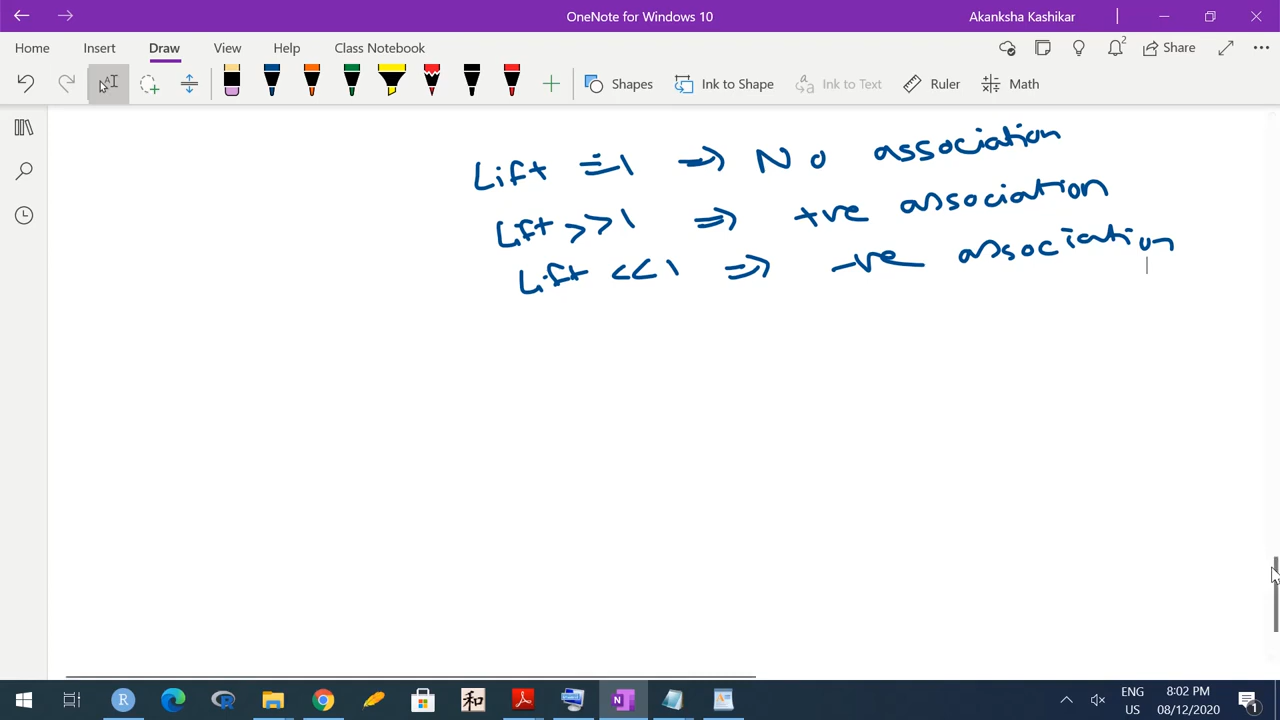 OneNote for Windows 10
Akanksha Kashikar
Home Insert Draw View Help Class Notebook
2 Share
Shapes Ink to Shape Ink to Text Ruler Math
Lift ≐1 ⇒ No association
Lift >>1 ⇒ +ve association
Lift <<1 ⇒ -ve association
ENG
US
8:02 PM
08/12/2020
1